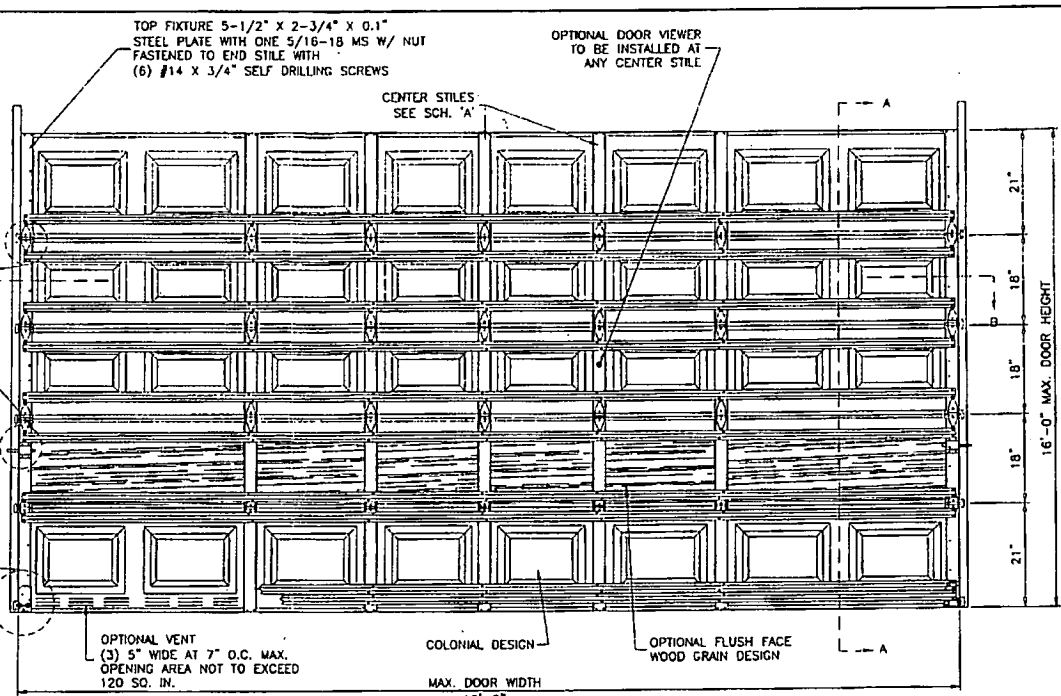 TOP FIXTURE 5-1/2" X 2-3/4" X 0.1"
STEEL PLATE WITH ONE 5/16-18 MS W/ NUT
FASTENED TO END STILE WITH
(6) #14 X 3/4" SELF DRILLING SCREWS
OPTIONAL DOOR VIEWER
TO BE INSTALLED AT
ANY CENTER STILE
CENTER STILES
SEE SCH. 'A'
A
21"
18"
B
18"
16'-0" MAX. DOOR HEIGHT
18"
21"
OPTIONAL VENT
(3) 5" WIDE AT 7" O.C. MAX.
OPENING AREA NOT TO EXCEED
120 SQ. IN.
COLONIAL DESIGN
OPTIONAL FLUSH FACE
WOOD GRAIN DESIGN
A
MAX. DOOR WIDTH